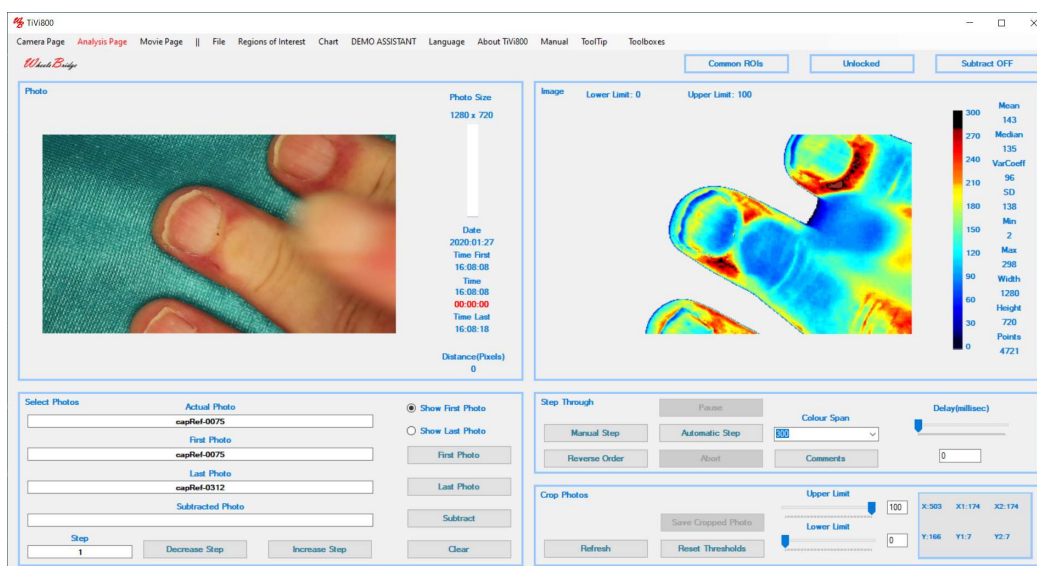 TiVi800
Camera Page Analysis Page Movie Page || File Regions of Interest Chart DEMO ASSISTANT Language About TiVi800 Manual ToolTip Toolboxes
WheelsBridge
Common ROIs Unlocked Subtract OFF
Photo
Photo Size
1280 x 720
Date
2020:01:27
Time First
16:08:08
Time
16:08:08
00:00:00
Time Last
16:08:18
Distance(Pixels)
0
Image Lower Limit: 0 Upper Limit: 100
300
270
240
210
180
150
120
90
60
30
0
Mean
143
Median
135
VarCoeff
96
SD
138
Min
2
Max
298
Width
1280
Height
720
Points
4721
Select Photos
Actual Photo
capRef-0075
First Photo
capRef-0075
Last Photo
capRef-0312
Subtracted Photo
Step
1
Decrease Step Increase Step
Show First Photo
Show Last Photo
First Photo
Last Photo
Subtract
Clear
Step Through
Pause
Colour Span
Delay(millisec)
Manual Step Automatic Step 300
Reverse Order Abort Comments 0
Crop Photos
Upper Limit
100
Save Cropped Photo
Lower Limit
0
Refresh Reset Thresholds
X:503 X1:174 X2:174
Y:166 Y1:7 Y2:7